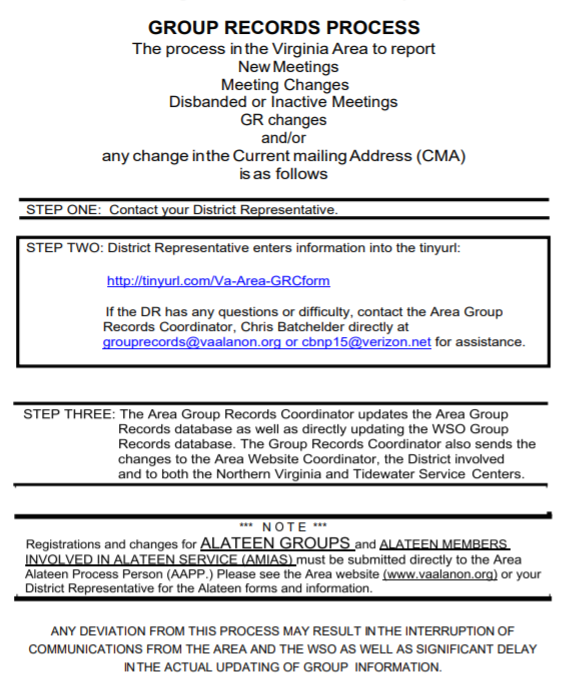 GROUP RECORDS PROCESS
The process in the Virginia Area to report
New Meetings
Meeting Changes
Disbanded or Inactive Meetings
GR changes
and/or
any change in the Current mailing Address (CMA)
is as follows
STEP ONE: Contact your District Representative.
STEP TWO: District Representative enters information into the tinyurl:
http://tinyurl.com/Va-Area-GRCform
If the DR has any questions or difficulty, contact the Area Group
Records Coordinator, Chris Batchelder directly at
grouprecords@vaalanon.org or cbnp15@verizon.net for assistance.
STEP THREE: The Area Group Records Coordinator updates the Area Group
Records database as well as directly updating the WSO Group
Records database. The Group Records Coordinator also sends the
changes to the Area Website Coordinator, the District involved
and to both the Northern Virginia and Tidewater Service Centers.
*** N O T E ***
Registrations and changes for ALATEEN GROUPS and ALATEEN MEMBERS
INVOLVED IN ALATEEN SERVICE (AMIAS) must be submitted directly to the Area
Alateen Process Person (AAPP.) Please see the Area website (www.vaalanon.org) or your
District Representative for the Alateen forms and information.
ANY DEVIATION FROM THIS PROCESS MAY RESULT IN THE INTERRUPTION OF
COMMUNICATIONS FROM THE AREA AND THE WSO AS WELL AS SIGNIFICANT DELAY
IN THE ACTUAL UPDATING OF GROUP INFORMATION.